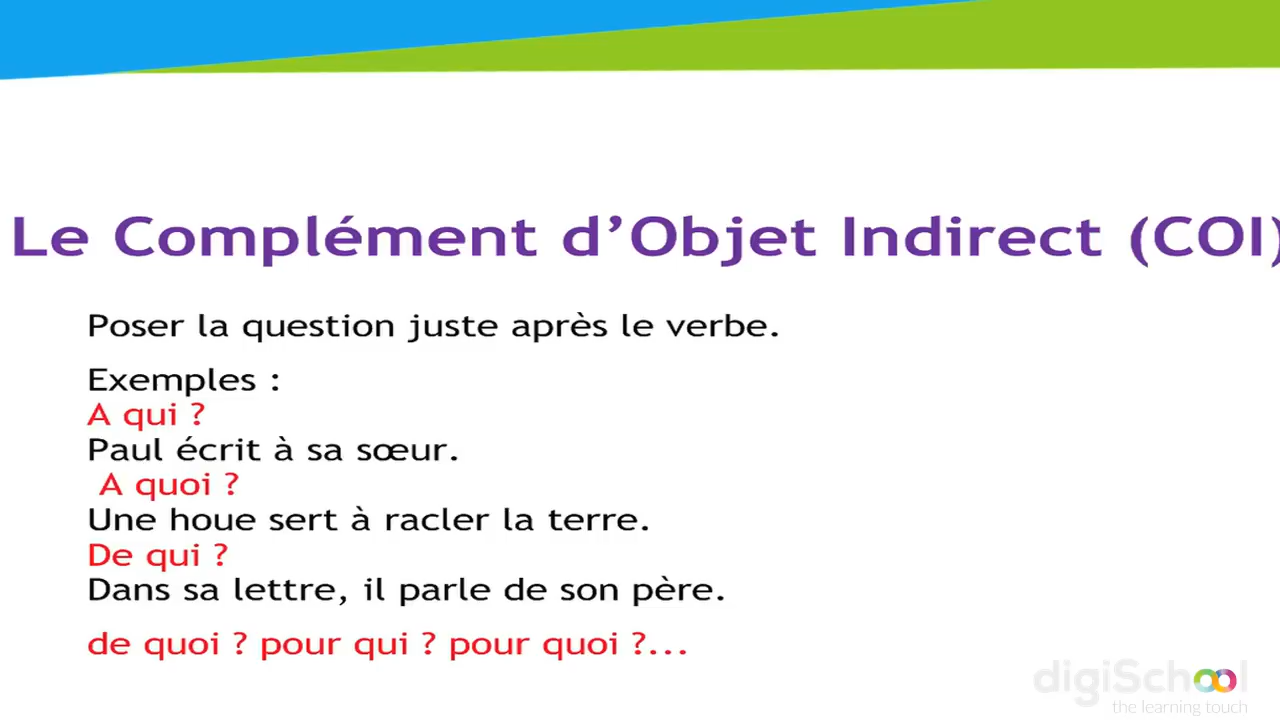 Le Complément d’Objet Indirect (COI)
Poser la question juste après le verbe.
Exemples :
A qui ?
Paul écrit à sa sœur.
A quoi ?
Une houe sert à racler la terre.
De qui ?
Dans sa lettre, il parle de son père.
de quoi ? pour qui ? pour quoi ?...
digiSchool
the learning touch